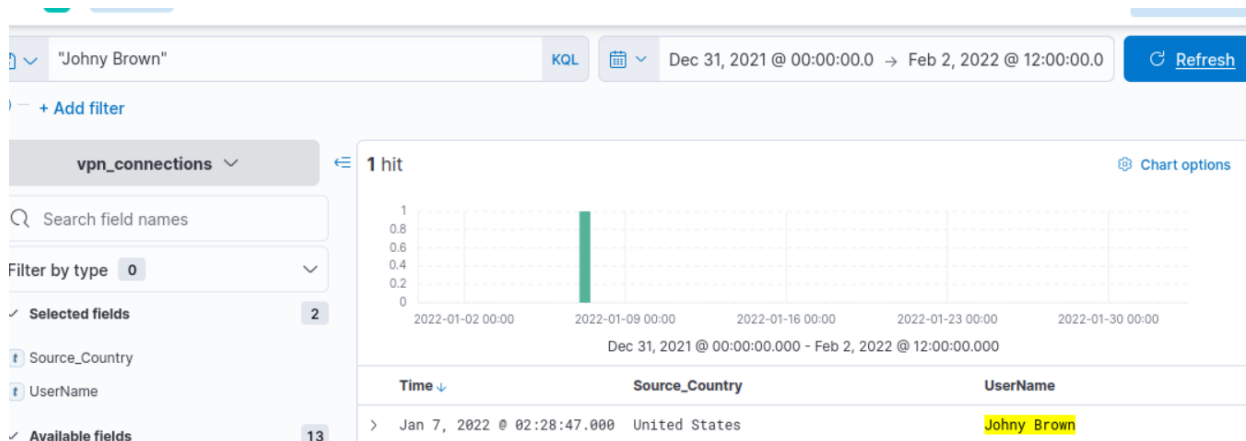 "Johny Brown" KQL Dec 31, 2021 @ 00:00:00.0 → Feb 2, 2022 @ 12:00:00.0 Refresh
+ Add filter
vpn_connections
1 hit Chart options
Search field names
Filter by type 0
Selected fields 2
Source_Country
UserName
Available fields 13
1
0.8
0.6
0.4
0.2
0
2022-01-02 00:00 2022-01-09 00:00 2022-01-16 00:00 2022-01-23 00:00 2022-01-30 00:00
Dec 31, 2021 @ 00:00:00.000 - Feb 2, 2022 @ 12:00:00.000
Time ↓ Source_Country UserName
Jan 7, 2022 @ 02:28:47.000 United States Johny Brown